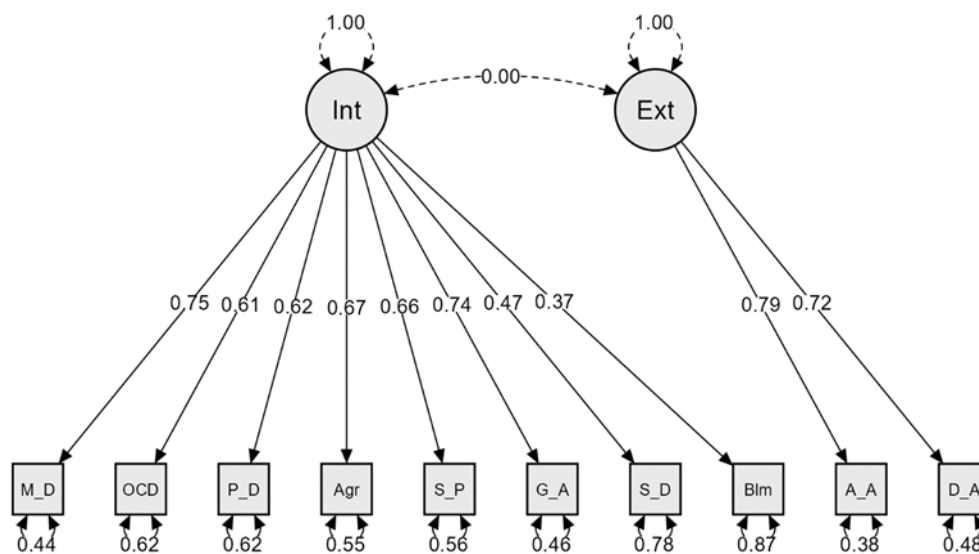 1.00 1.00
0.00
Int Ext
0.75 0.61 0.62 0.67 0.66 0.74 0.47 0.37 0.79 0.72
M_D OCD P_D Agr S_P G_A S_D Blm A_A D_A
0.44 0.62 0.62 0.55 0.56 0.46 0.78 0.87 0.38 0.48